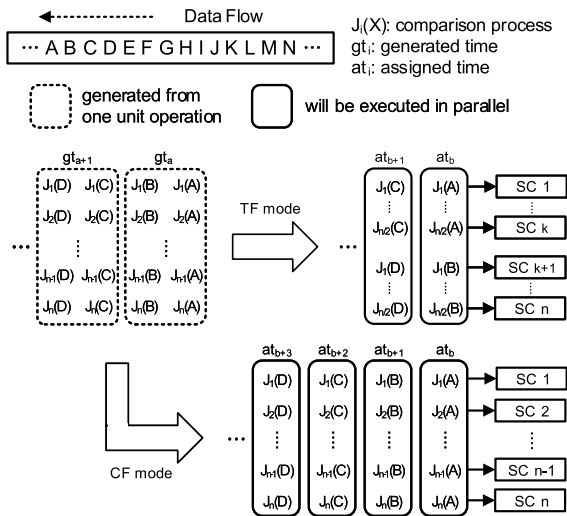 Data Flow
··· A B C D E F G H I J K L M N ···
Jᵢ(X): comparison process
gtᵢ: generated time
atᵢ: assigned time
generated from
one unit operation
will be executed in parallel
gtₐ₊₁ gtₐ
J₁(D) J₁(C) J₁(B) J₁(A)
J₂(D) J₂(C) J₂(B) J₂(A)
···
Jn-1(D) Jn-1(C) Jn-1(B) Jn-1(A)
Jn(D) Jn(C) Jn(B) Jn(A)
TF mode
···
atb+1 atb
J₁(C) J₁(A) SC 1
Jn/2(C) Jn/2(A) SC k
J₁(D) J₁(B) SC k+1
Jn/2(D) Jn/2(B) SC n
CF mode
···
atb+3 atb+2 atb+1 atb
J₁(D) J₁(C) J₁(B) J₁(A) SC 1
J₂(D) J₂(C) J₂(B) J₂(A) SC 2
Jn-1(D) Jn-1(C) Jn-1(B) Jn-1(A) SC n-1
Jn(D) Jn(C) Jn(B) Jn(A) SC n